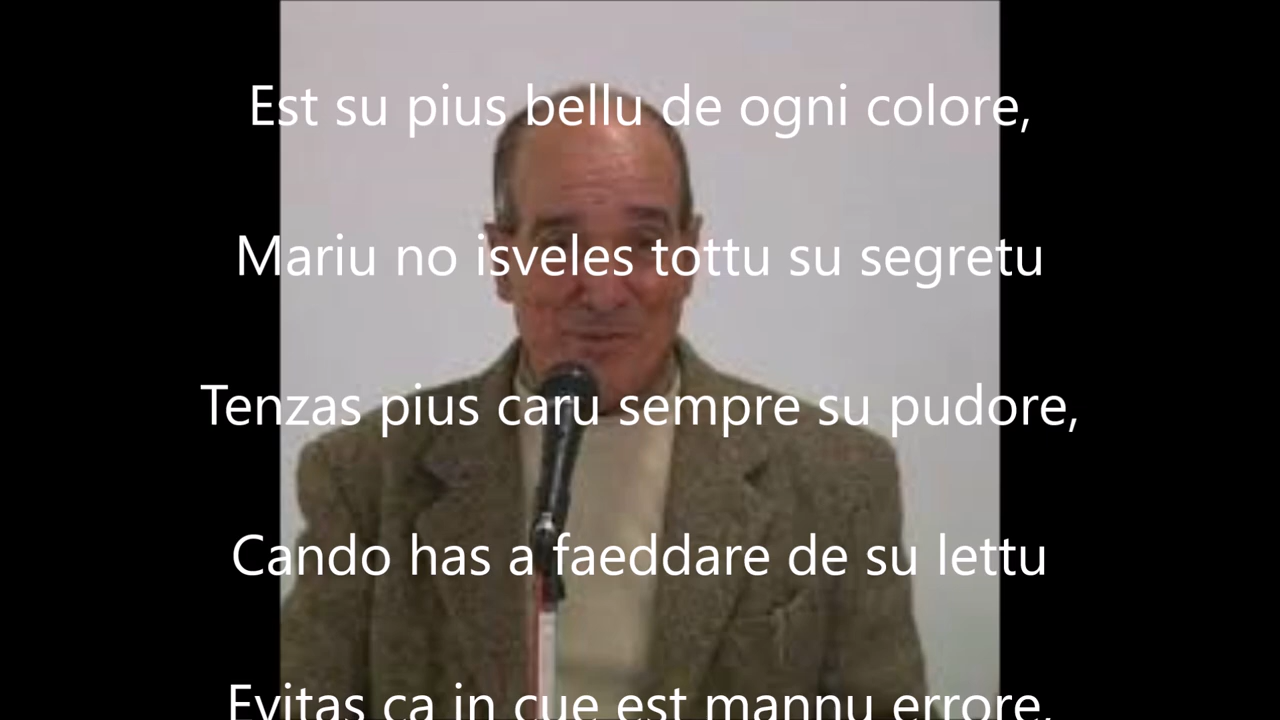 Est su pius bellu de ogni colore,
Mariu no isveles tottu su segretu
Tenzas pius caru sempre su pudore,
Cando has a faeddare de su lettu
Evitas ca in cue est mannu errore.